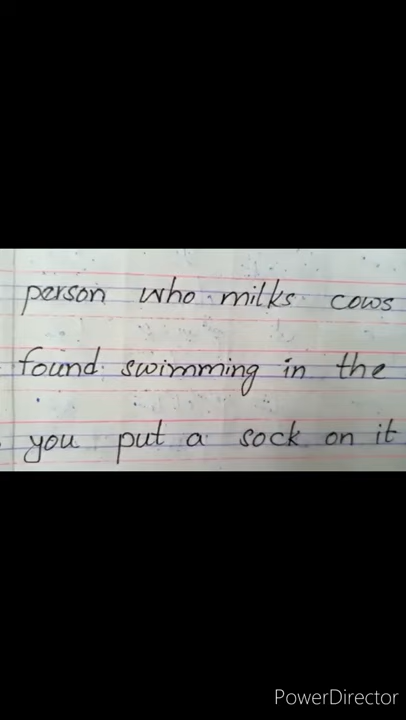 person who milks cows
found swimming in the
you put a sock on it
PowerDirector